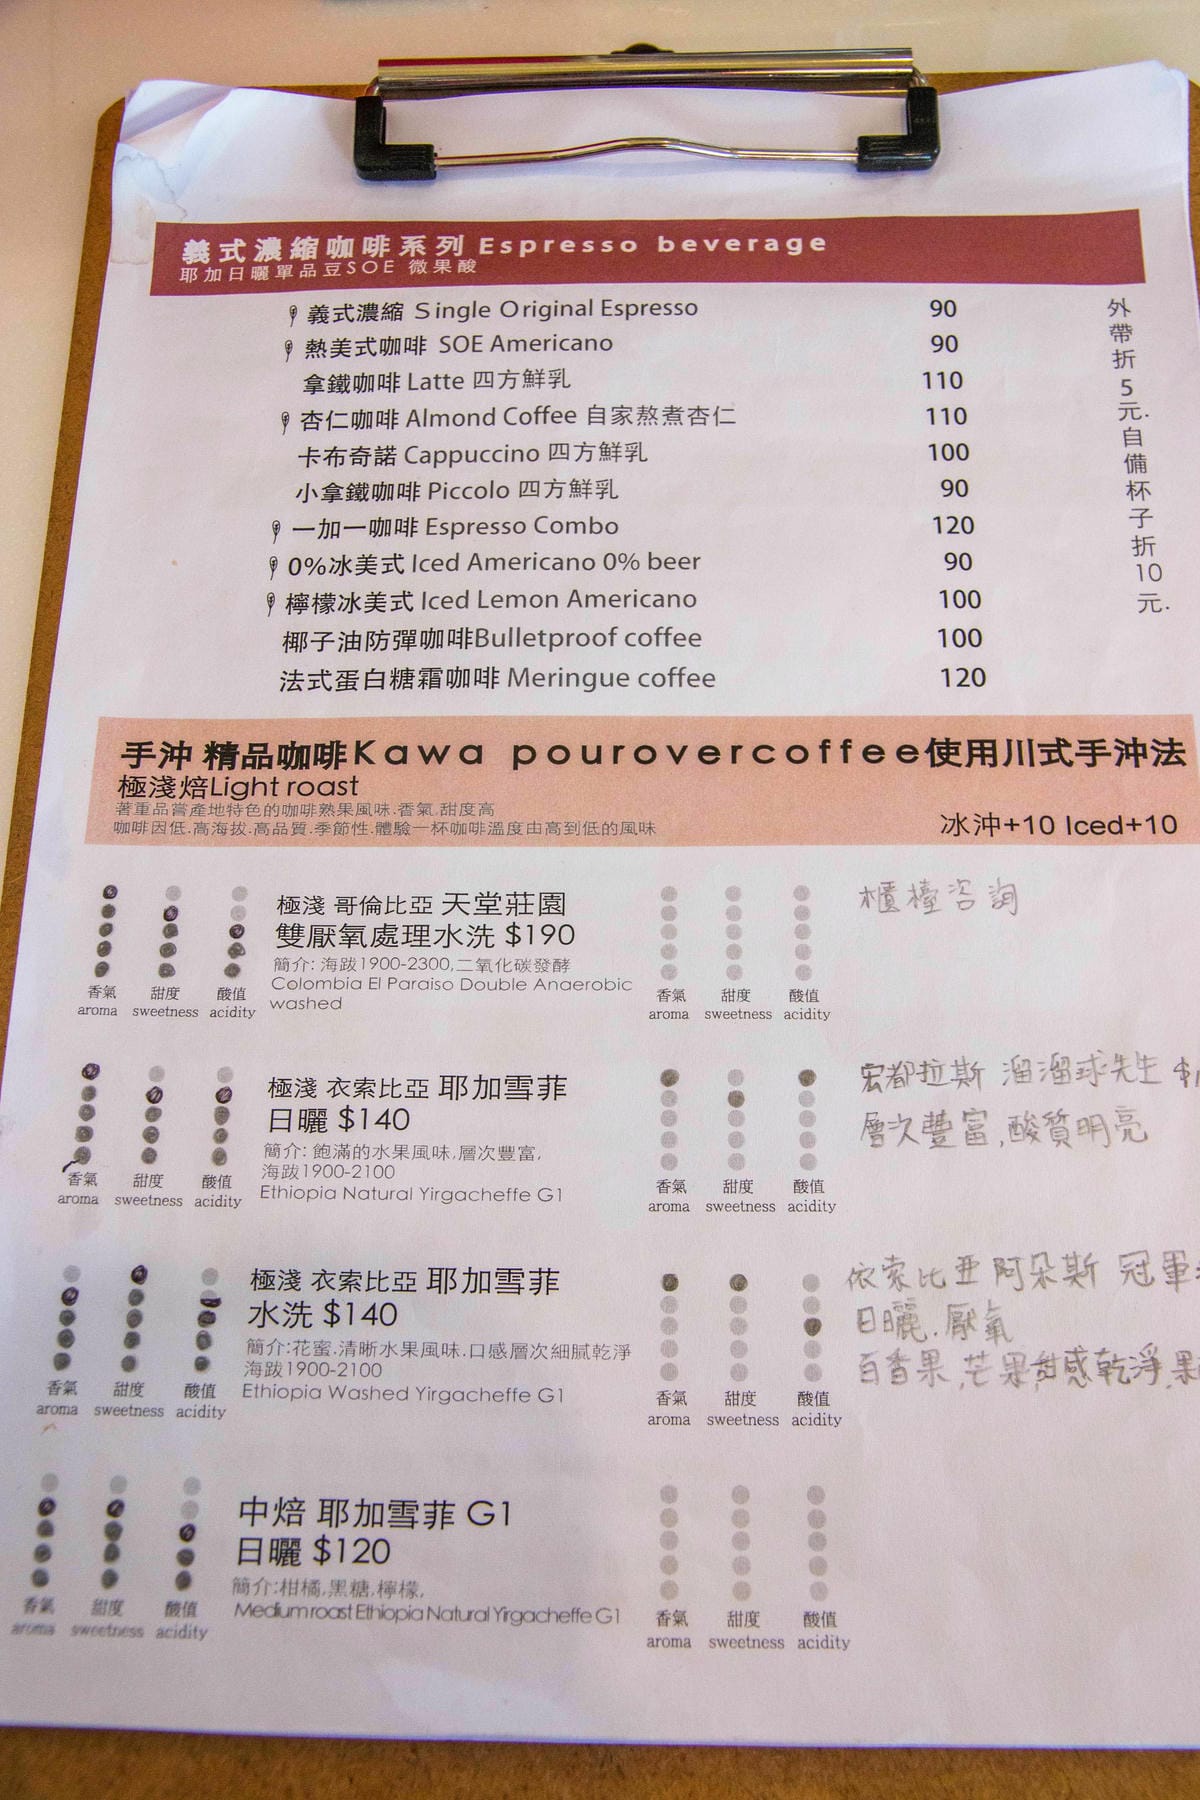 義式濃縮咖啡系列 Espresso beverage
耶加日曬單品豆SOE 微果酸
義式濃縮 Single Original Espresso 90
熱美式咖啡 SOE Americano 90
拿鐵咖啡 Latte 四方鮮乳 110
杏仁咖啡 Almond Coffee 自家熬煮杏仁 110
卡布奇諾 Cappuccino 四方鮮乳 100
小拿鐵咖啡 Piccolo 四方鮮乳 90
一加一咖啡 Espresso Combo 120
0%冰美式 Iced Americano 0% beer 90
檸檬冰美式 Iced Lemon Americano 100
椰子油防彈咖啡Bulletproof coffee 100
法式蛋白糖霜咖啡 Meringue coffee 120
外帶折5元.自備杯子折10元.
手沖 精品咖啡Kawa pourovercoffee使用川式手沖法
極淺焙Light roast
著重品嘗產地特色的咖啡熟果風味.香氣.甜度高
咖啡因低.高海拔.高品質.季節性.體驗一杯咖啡溫度由高到低的風味
冰沖+10 Iced+10
極淺 哥倫比亞 天堂莊園
雙厭氧處理水洗 $190
簡介: 海跋1900-2300,二氧化碳發酵
Colombia El Paraiso Double Anaerobic
washed
香氣 甜度 酸值
aroma sweetness acidity
香氣 甜度 酸值
aroma sweetness acidity
櫃檯咨詢
極淺 衣索比亞 耶加雪菲
日曬 $140
簡介: 飽滿的水果風味,層次豐富,
海跋1900-2100
Ethiopia Natural Yirgacheffe G1
香氣 甜度 酸值
aroma sweetness acidity
香氣 甜度 酸值
aroma sweetness acidity
宏都拉斯 溜溜球先生 $1
層次豐富,酸質明亮
極淺 衣索比亞 耶加雪菲
水洗 $140
簡介:花蜜.清晰水果風味.口感層次細膩乾淨
海跋1900-2100
Ethiopia Washed Yirgacheffe G1
香氣 甜度 酸值
aroma sweetness acidity
香氣 甜度 酸值
aroma sweetness acidity
依索比亞 阿朵斯 冠軍
日曬.厭氧
百香果,芒果,甜感乾淨,果
中焙 耶加雪菲 G1
日曬 $120
簡介:柑橘,黑糖,檸檬,
Medium roast Ethiopia Natural Yirgacheffe G1
香氣 甜度 酸值
aroma sweetness acidity
香氣 甜度 酸值
aroma sweetness acidity